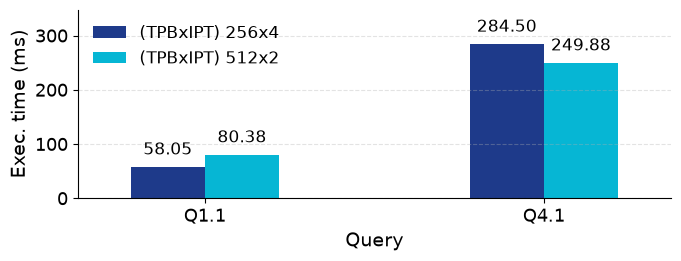 (TPBxIPT) 256x4
(TPBxIPT) 512x2
Exec. time (ms)
300
200
100
0
58.05
80.38
284.50
249.88
Q1.1
Q4.1
Query